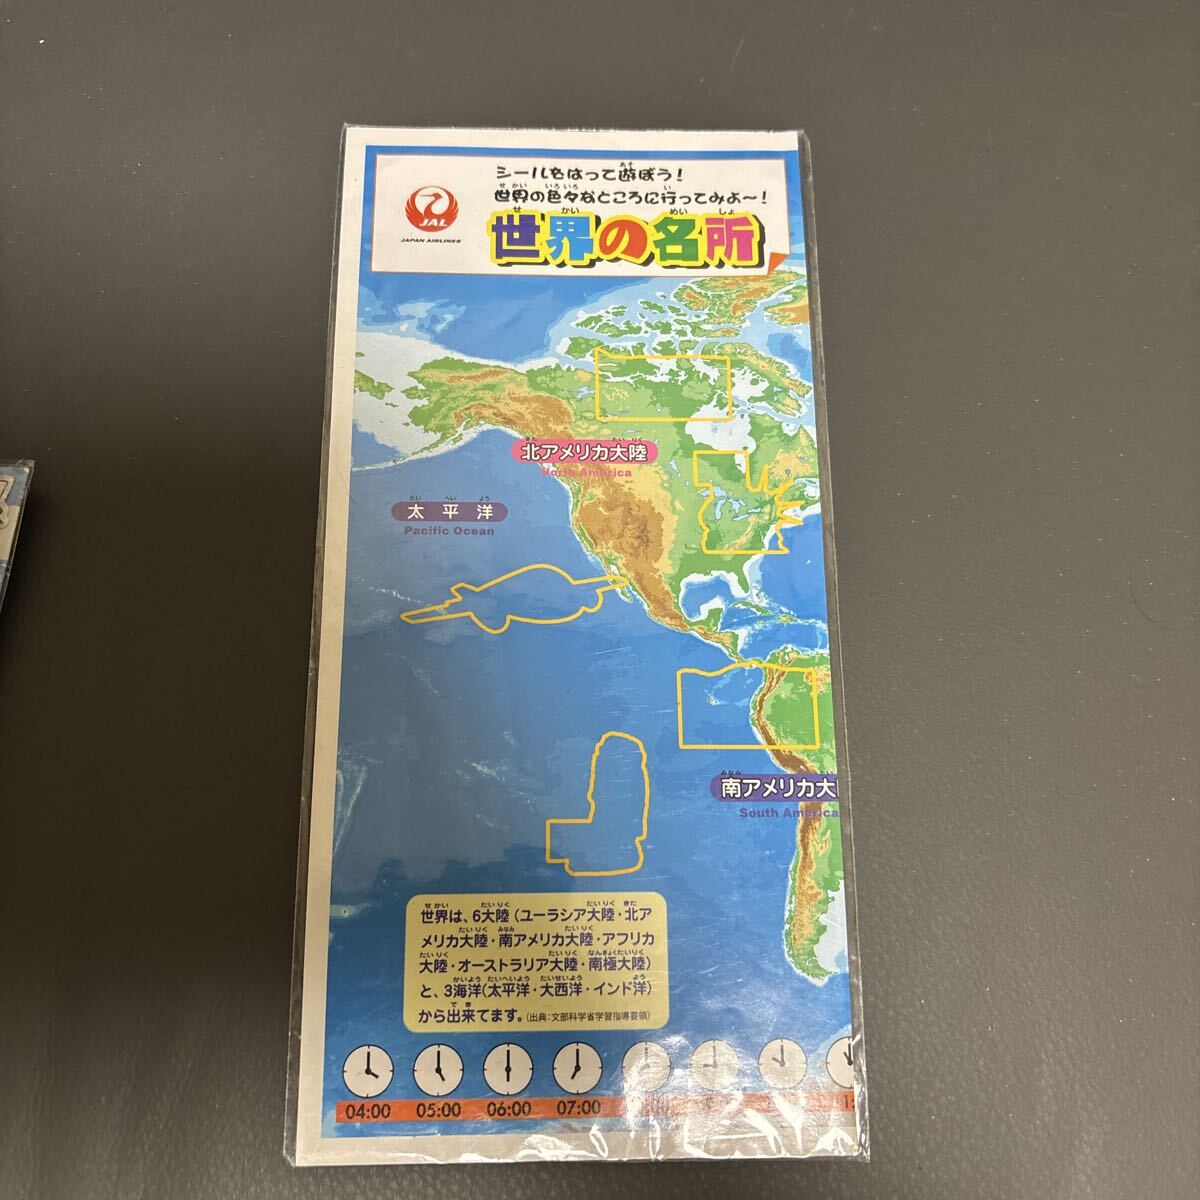 シールをはって遊ぼう!
世界の色々なところに行ってみよ〜!
世界の名所
JAL
JAPAN AIRLINES
北アメリカ大陸
North America
太平洋
Pacific Ocean
南アメリカ大
South America
世界は、6大陸(ユーラシア大陸・北ア
メリカ大陸・南アメリカ大陸・アフリカ
大陸・オーストラリア大陸・南極大陸)
と、3海洋(太平洋・大西洋・インド洋)
から出来てます。(出典:文部科学省学習指導要領)
04:00 05:00 06:00 07:00